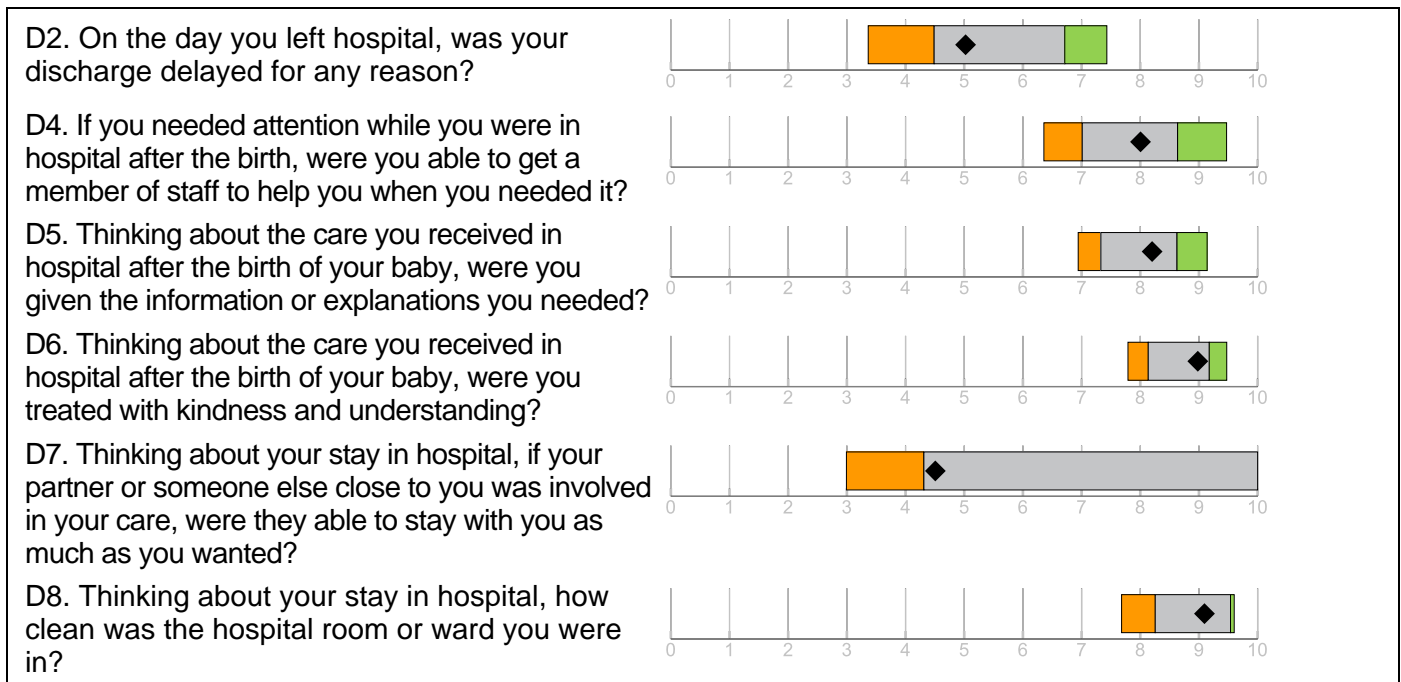 D2. On the day you left hospital, was your
discharge delayed for any reason?
0 1 2 3 4 5 6 7 8 9 10
D4. If you needed attention while you were in
hospital after the birth, were you able to get a
member of staff to help you when you needed it?
0 1 2 3 4 5 6 7 8 9 10
D5. Thinking about the care you received in
hospital after the birth of your baby, were you
given the information or explanations you needed?
0 1 2 3 4 5 6 7 8 9 10
D6. Thinking about the care you received in
hospital after the birth of your baby, were you
treated with kindness and understanding?
0 1 2 3 4 5 6 7 8 9 10
D7. Thinking about your stay in hospital, if your
partner or someone else close to you was involved
in your care, were they able to stay with you as
much as you wanted?
0 1 2 3 4 5 6 7 8 9 10
D8. Thinking about your stay in hospital, how
clean was the hospital room or ward you were
in?
0 1 2 3 4 5 6 7 8 9 10